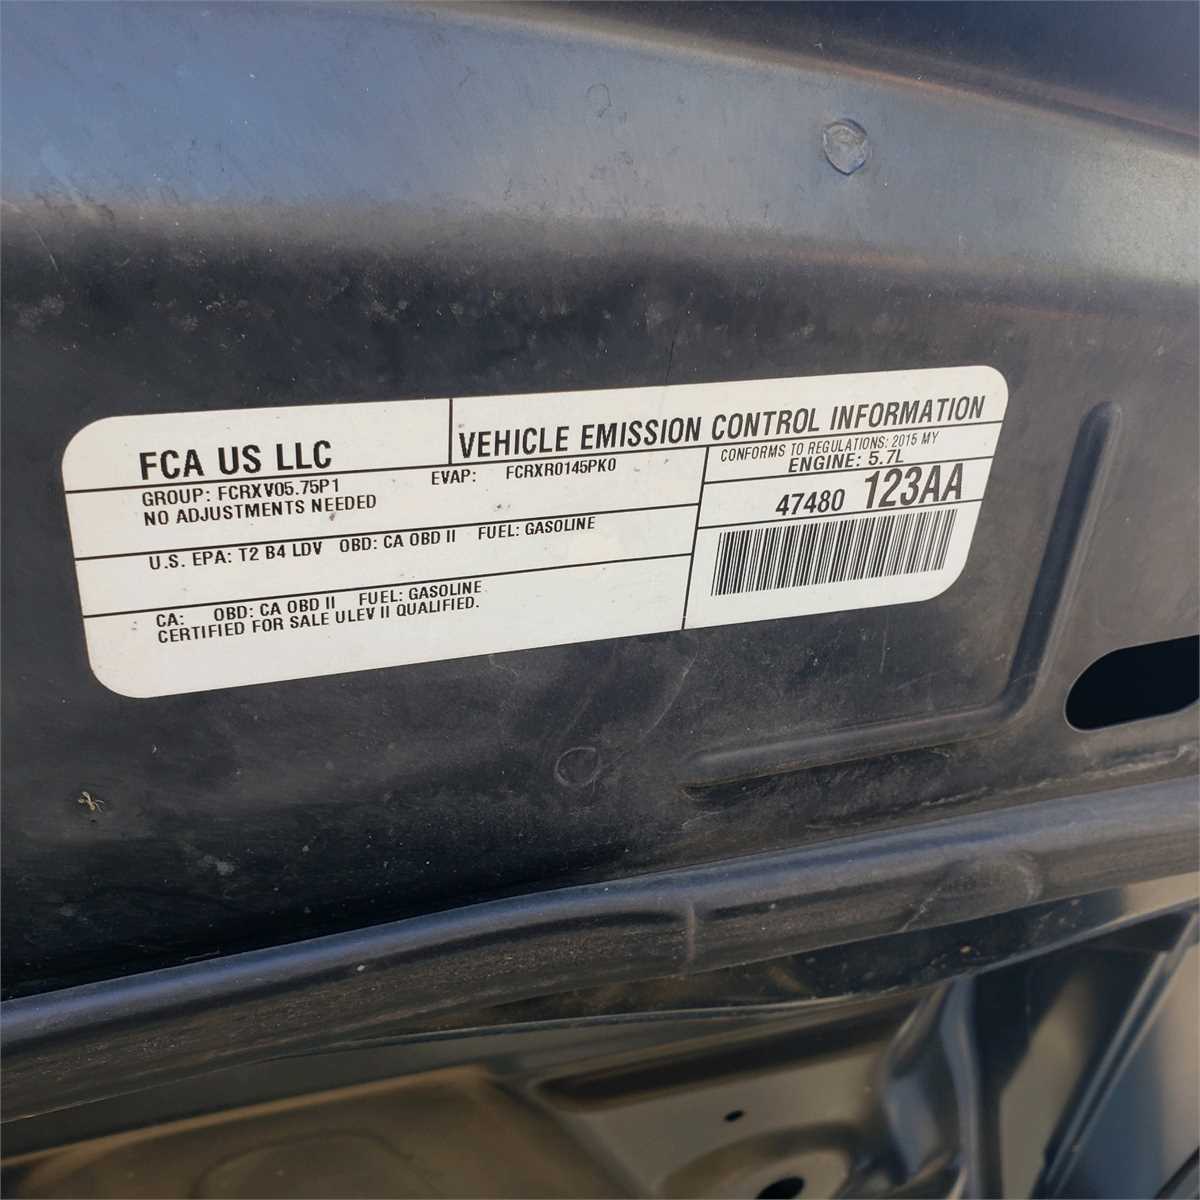 FCA US LLC
VEHICLE EMISSION CONTROL INFORMATION
GROUP: FCRXV05.75P1
EVAP: FCRXR0145PK0
NO ADJUSTMENTS NEEDED
CONFORMS TO REGULATIONS: 2015 MY
ENGINE: 5.7L
47480 123AA
U.S. EPA: T2 B4 LDV OBD: CA OBD II FUEL: GASOLINE
CA: OBD: CA OBD II FUEL: GASOLINE
CERTIFIED FOR SALE ULEV II QUALIFIED.